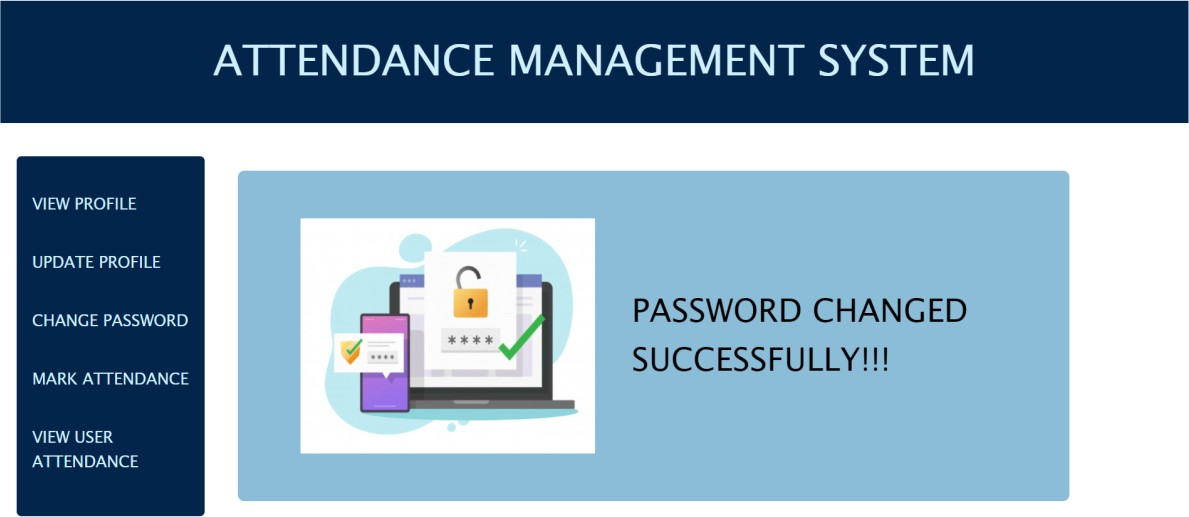 ATTENDANCE MANAGEMENT SYSTEM
VIEW PROFILE
UPDATE PROFILE
CHANGE PASSWORD
MARK ATTENDANCE
VIEW USER
ATTENDANCE
****
****
PASSWORD CHANGED
SUCCESSFULLY!!!